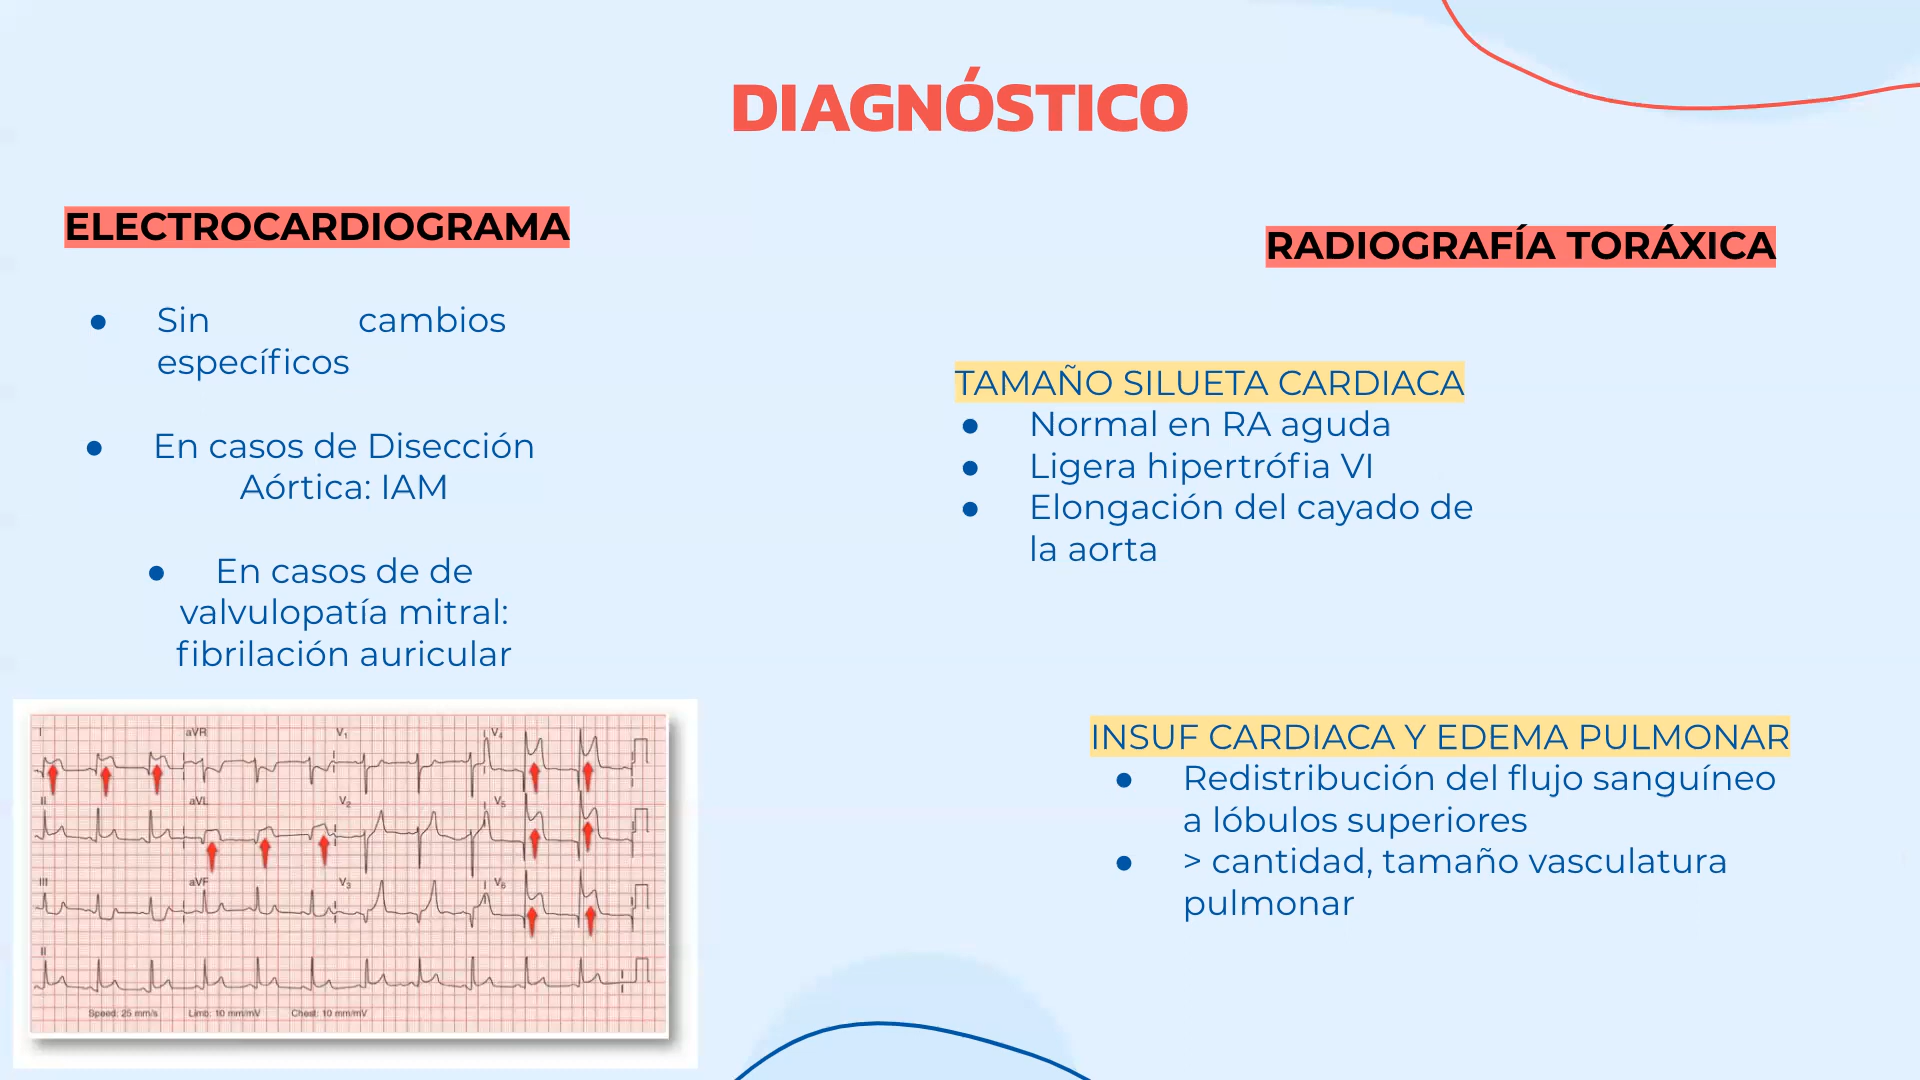 DIAGNÓSTICO
ELECTROCARDIOGRAMA
● Sin cambios
específicos
● En casos de Disección
Aórtica: IAM
● En casos de de
valvulopatía mitral:
fibrilación auricular
I aVR V₁ V₄
II aVL V₂ V₅
III aVF V₃ V₆
II
Speed: 25 mm/s Limb: 10 mm/mV Chest: 10 mm/mV
RADIOGRAFÍA TORÁXICA
TAMAÑO SILUETA CARDIACA
● Normal en RA aguda
● Ligera hipertrófia VI
● Elongación del cayado de
la aorta
INSUF CARDIACA Y EDEMA PULMONAR
● Redistribución del flujo sanguíneo
a lóbulos superiores
● > cantidad, tamaño vasculatura
pulmonar